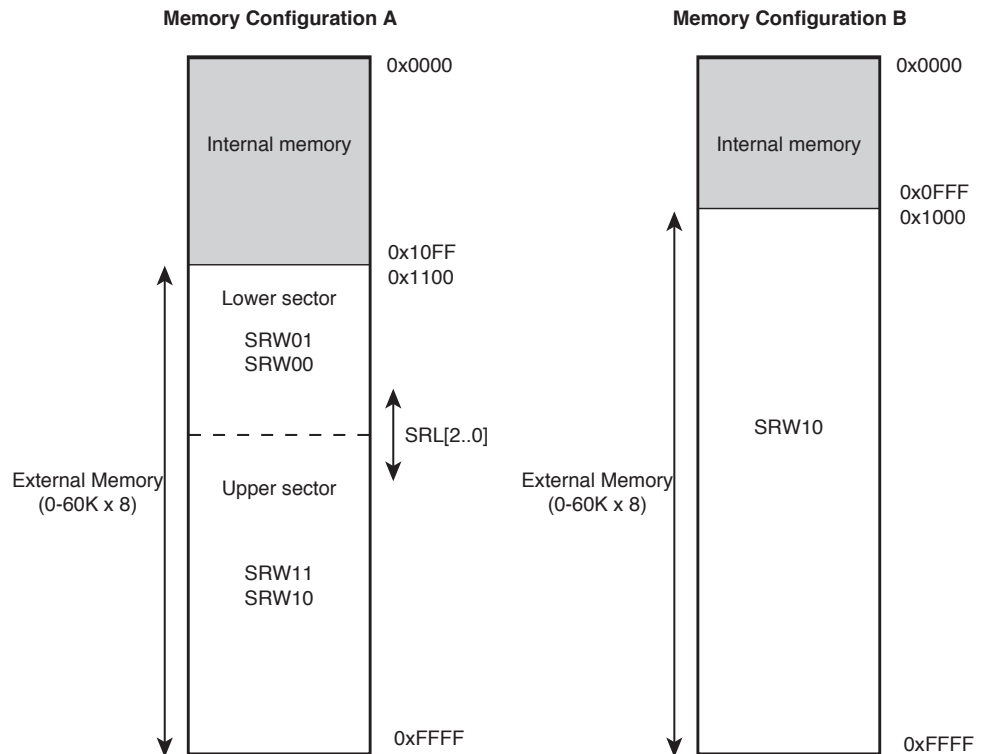 Memory Configuration A
0x0000
Internal memory
0x10FF
0x1100
Lower sector
SRW01
SRW00
SRL[2..0]
External Memory
(0-60K x 8)
Upper sector
SRW11
SRW10
0xFFFF
Memory Configuration B
0x0000
Internal memory
0x0FFF
0x1000
SRW10
External Memory
(0-60K x 8)
0xFFFF